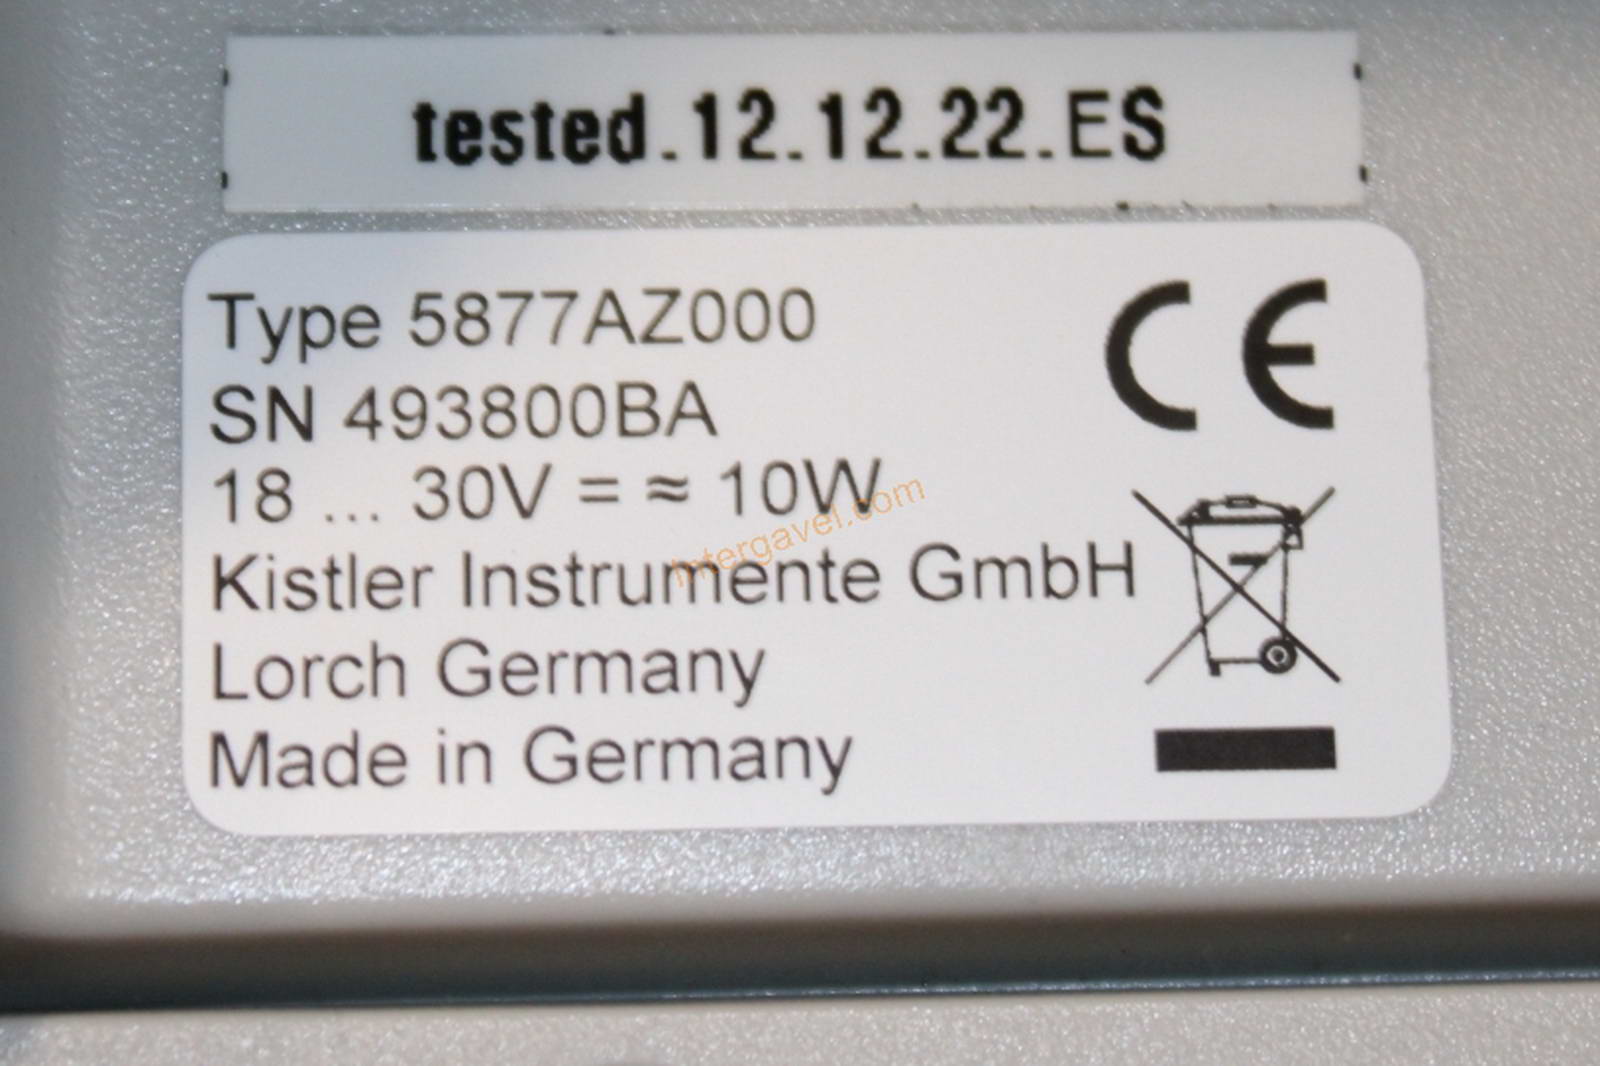 tested.12.12.22.ES
Type 5877AZ000
SN 493800BA
18 ... 30V = ≈ 10W
Intergavel.com
Kistler Instrumente GmbH
Lorch Germany
Made in Germany
CE